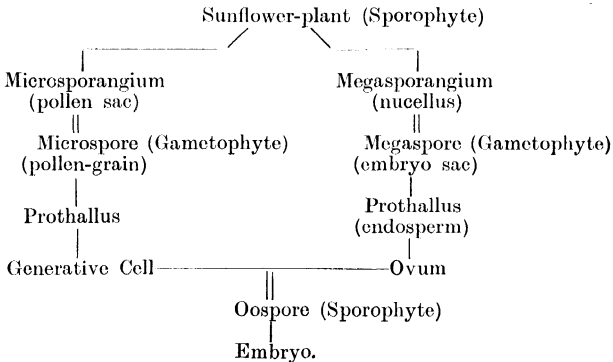 Sunflower-plant (Sporophyte)
Microsporangium
(pollen sac)
Megasporangium
(nucellus)
Microspore (Gametophyte)
(pollen-grain)
Megaspore (Gametophyte)
(embryo sac)
Prothallus
Prothallus
(endosperm)
Generative Cell
Ovum
Oospore (Sporophyte)
Embryo.